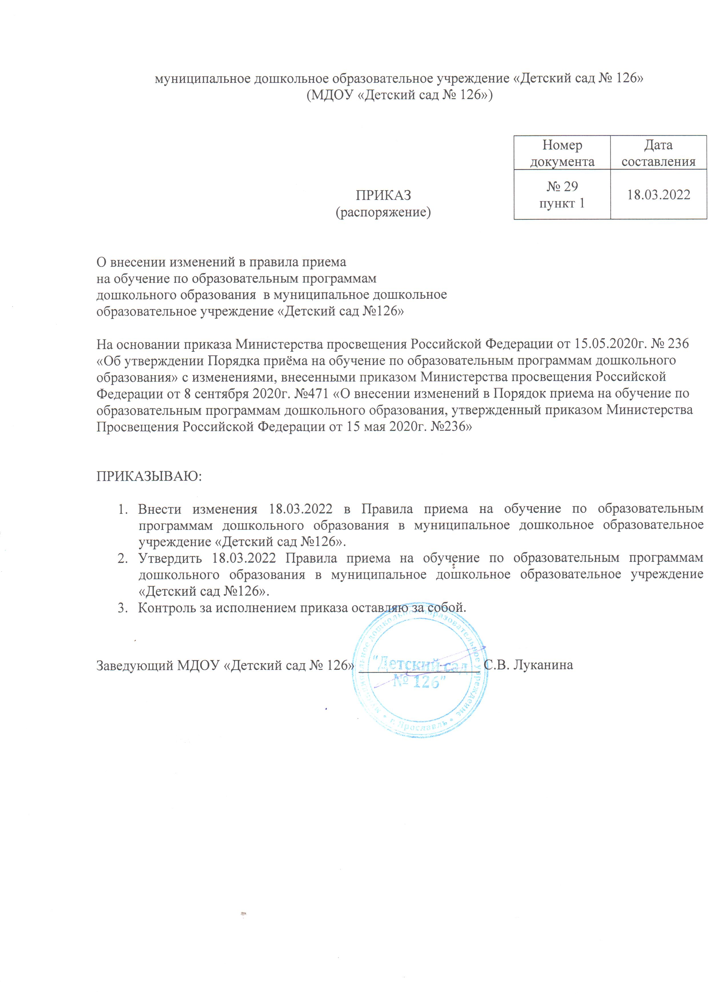 муниципальное дошкольное образовательное учреждение «Детский сад № 126»
(МДОУ «Детский сад № 126»)
Номер документа
Дата составления
№ 29
пункт 1
18.03.2022
ПРИКАЗ
(распоряжение)
О внесении изменений в правила приема
на обучение по образовательным программам
дошкольного образования в муниципальное дошкольное
образовательное учреждение «Детский сад №126»
На основании приказа Министерства просвещения Российской Федерации от 15.05.2020г. № 236
«Об утверждении Порядка приёма на обучение по образовательным программам дошкольного
образования» с изменениями, внесенными приказом Министерства просвещения Российской
Федерации от 8 сентября 2020г. №471 «О внесении изменений в Порядок приема на обучение по
образовательным программам дошкольного образования, утвержденный приказом Министерства
Просвещения Российской Федерации от 15 мая 2020г. №236»
ПРИКАЗЫВАЮ:
1. Внести изменения 18.03.2022 в Правила приема на обучение по образовательным
программам дошкольного образования в муниципальное дошкольное образовательное
учреждение «Детский сад №126».
2. Утвердить 18.03.2022 Правила приема на обучение по образовательным программам
дошкольного образования в муниципальное дошкольное образовательное учреждение
«Детский сад №126».
3. Контроль за исполнением приказа оставляю за собой.
Заведующий МДОУ «Детский сад № 126» С.В. Луканина
"Детский сад
№ 126"
дошкольное образовательное учреждение
• г. Ярославль •